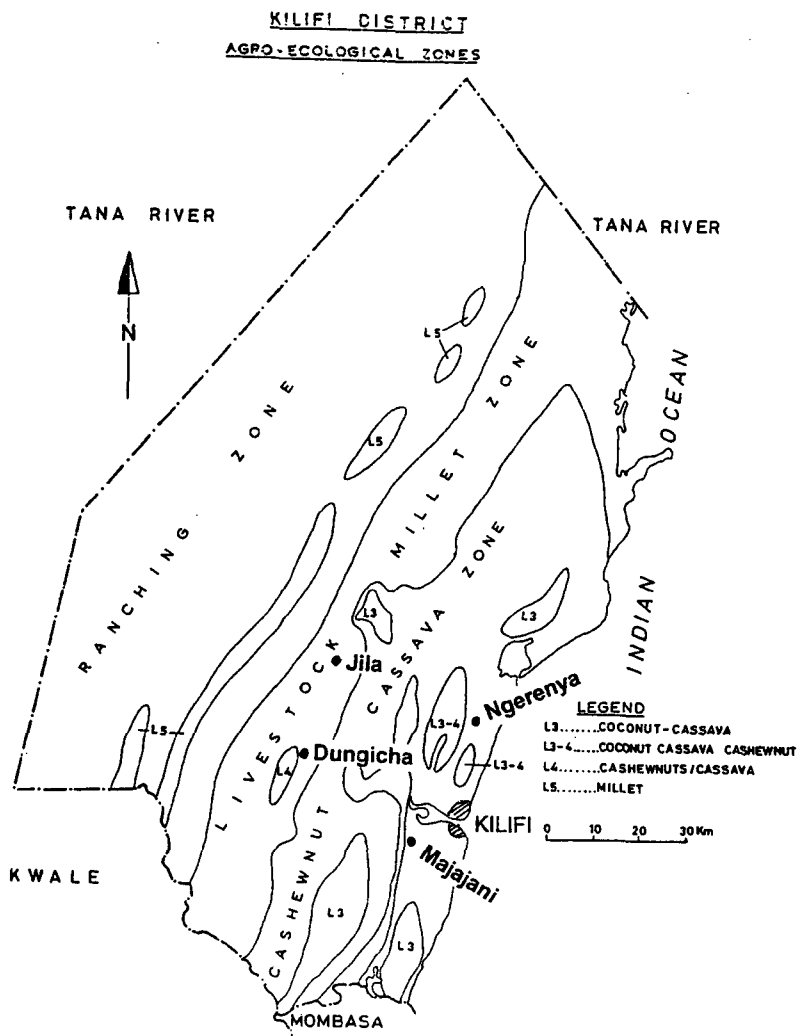 KILIFI DISTRICT
AGRO-ECOLOGICAL ZONES
TANA RIVER
TANA RIVER
N
L5
OCEAN
INDIAN
L5
RANCHING ZONE
LIVESTOCK MILLET ZONE
CASHEWNUT CASSAVA ZONE
L3
L3
Jila
Ngerenya
L3-4
L5
Dungicha
L4
L3-4
LEGEND
L3.......COCONUT-CASSAVA
L3-4.....COCONUT CASSAVA CASHEWNUT
L4.......CASHEWNUTS/CASSAVA
L5.......MILLET
KILIFI
0 10 20 30 Km
Majajani
KWALE
L3
L3
MOMBASA